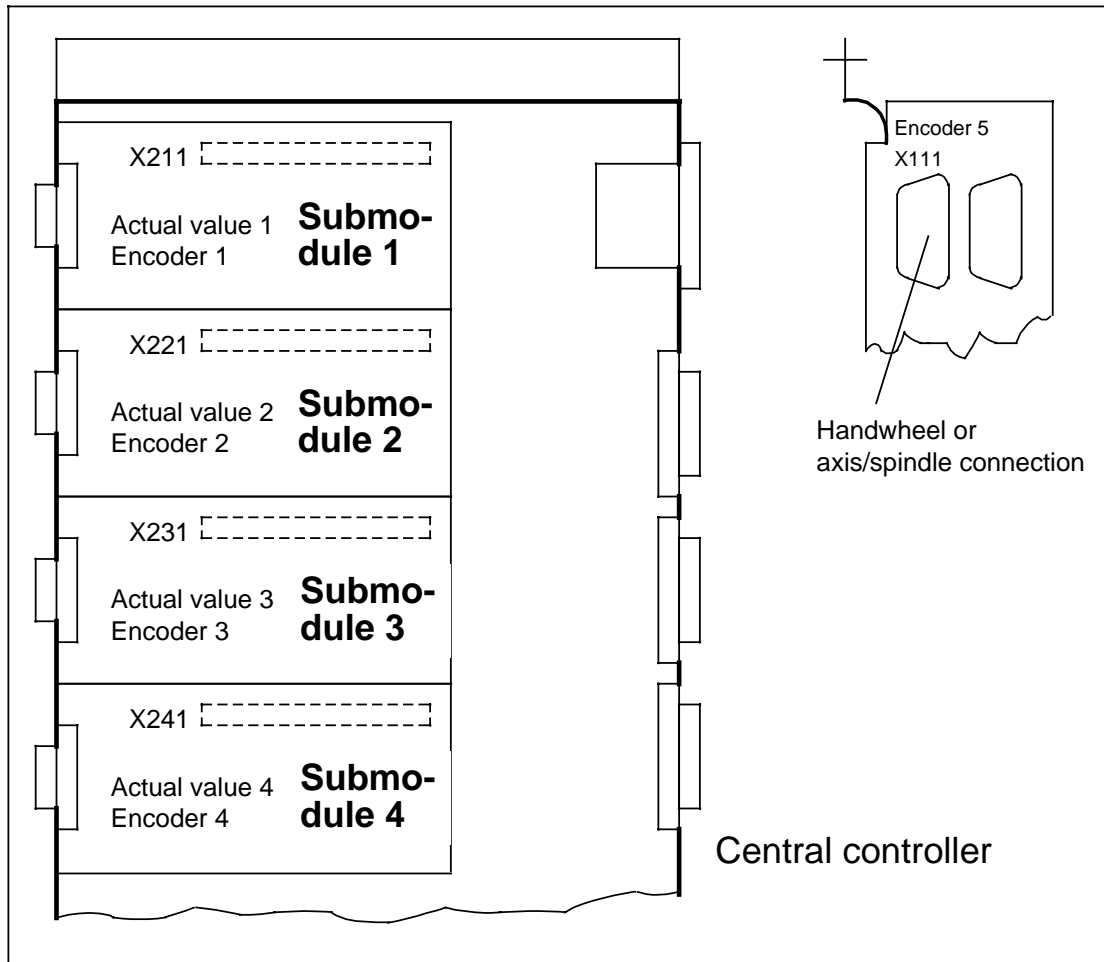 X211
Actual value 1
Encoder 1
Submo-
dule 1
X221
Actual value 2
Encoder 2
Submo-
dule 2
X231
Actual value 3
Encoder 3
Submo-
dule 3
X241
Actual value 4
Encoder 4
Submo-
dule 4
Encoder 5
X111
Handwheel or
axis/spindle connection
Central controller